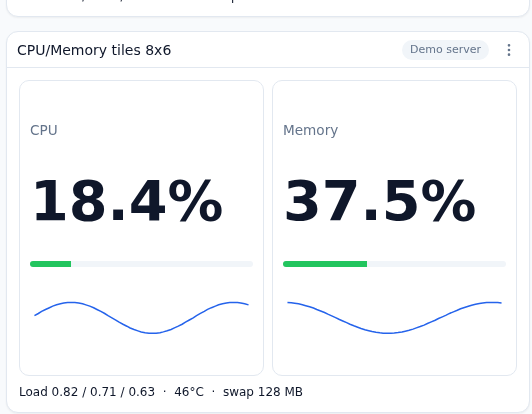 CPU/Memory tiles 8x6
Demo server
CPU
Memory
18.4%
37.5%
Load 0.82 / 0.71 / 0.63 · 46°C · swap 128 MB